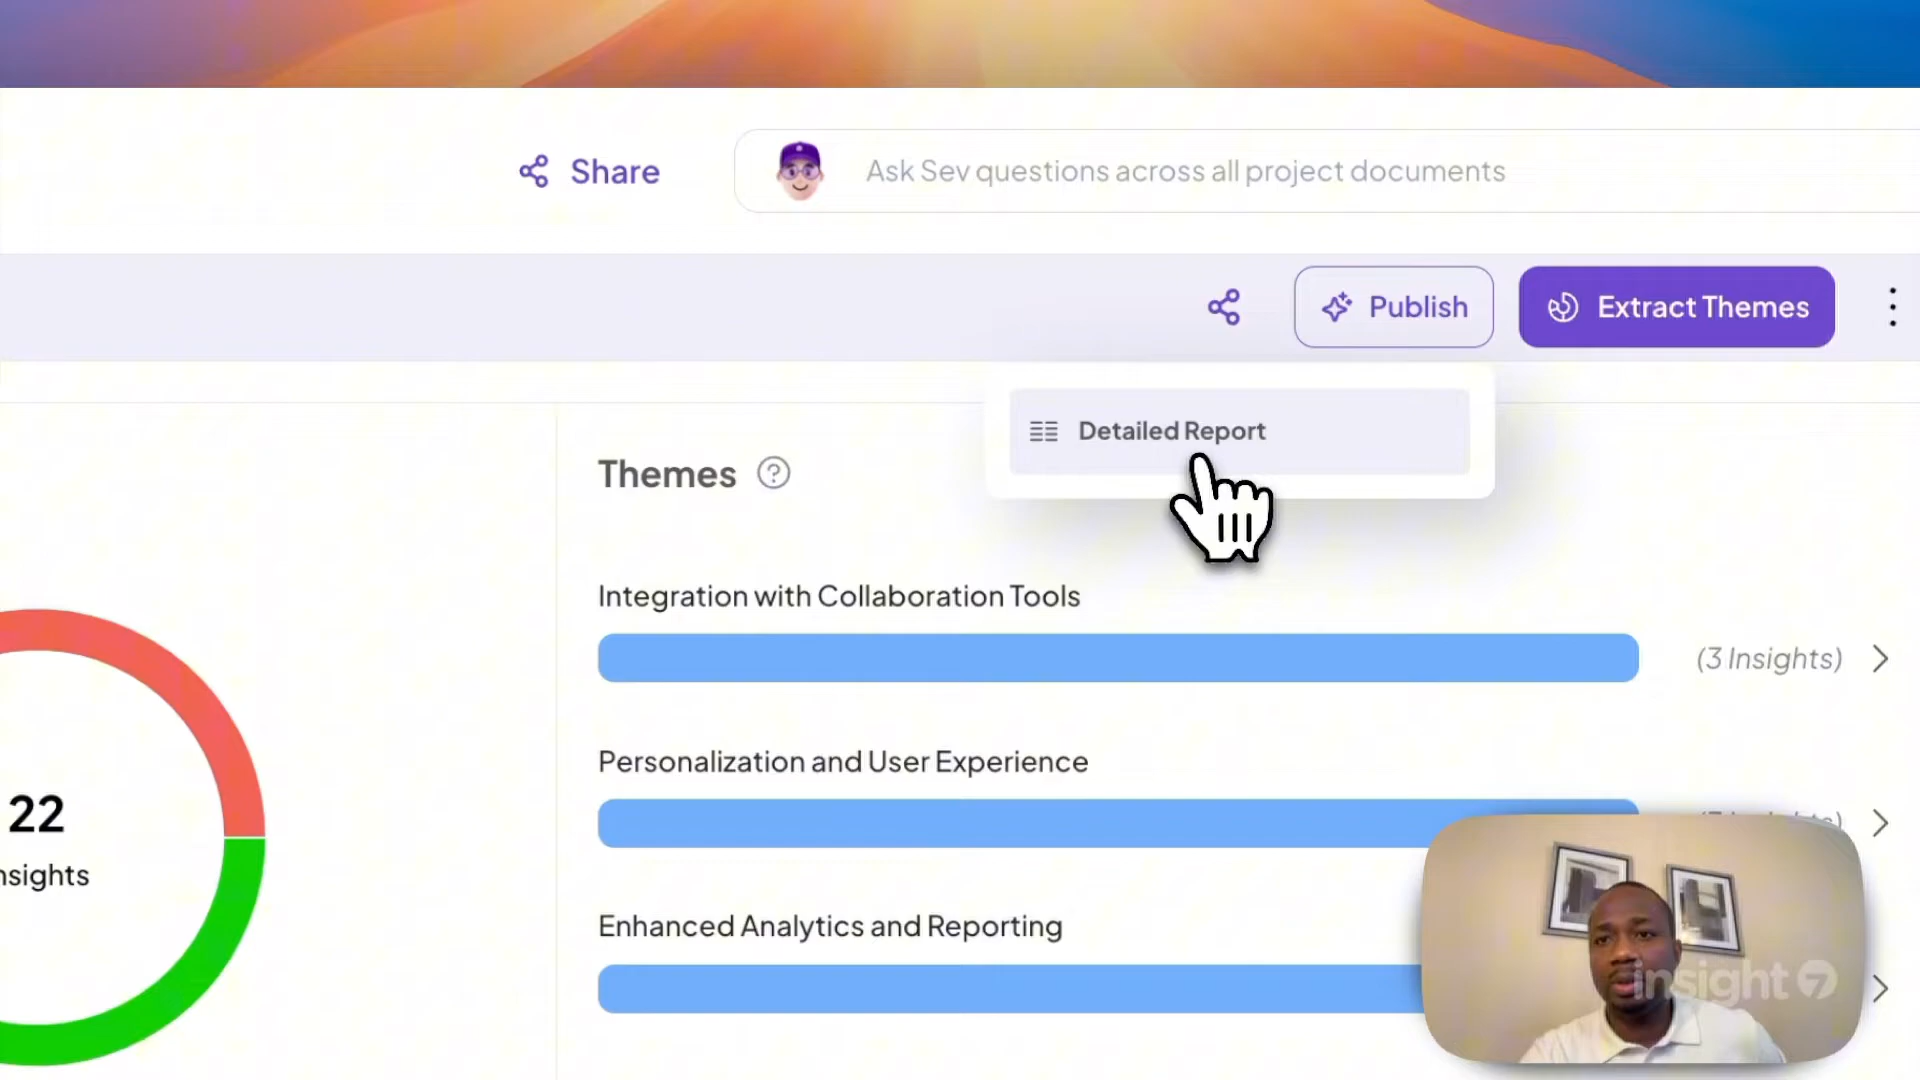 Share
Ask Sev questions across all project documents
Publish
Extract Themes
Detailed Report
Themes ?
Integration with Collaboration Tools
(3 Insights)
Personalization and User Experience
22
nsights
Enhanced Analytics and Reporting
insight 7